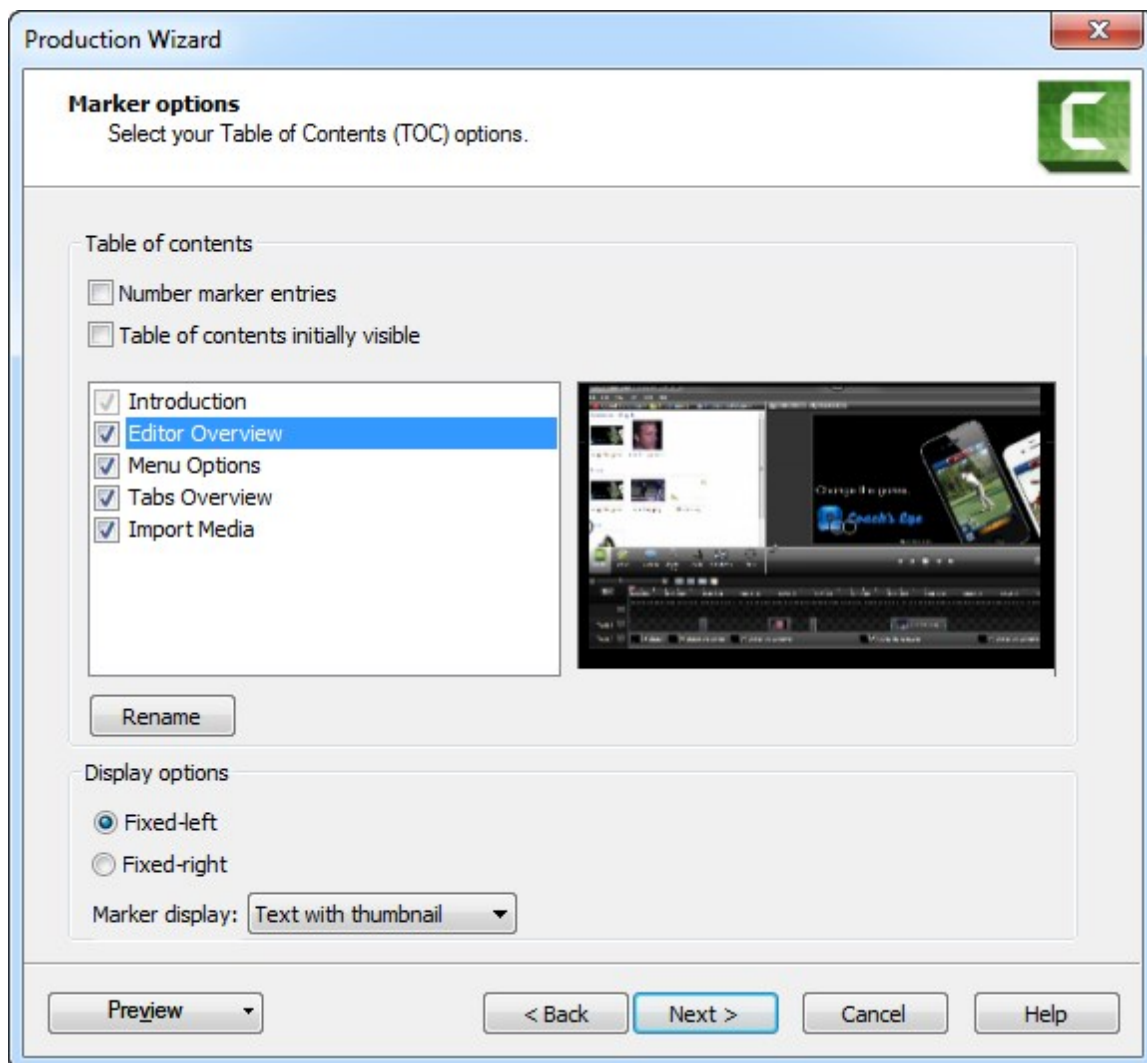 Production Wizard
Marker options
Select your Table of Contents (TOC) options.
Table of contents
Number marker entries
Table of contents initially visible
Introduction
Editor Overview
Menu Options
Tabs Overview
Import Media
Change the game.
Coach's Eye
Rename
Display options
Fixed-left
Fixed-right
Marker display: Text with thumbnail
Preview < Back Next > Cancel Help